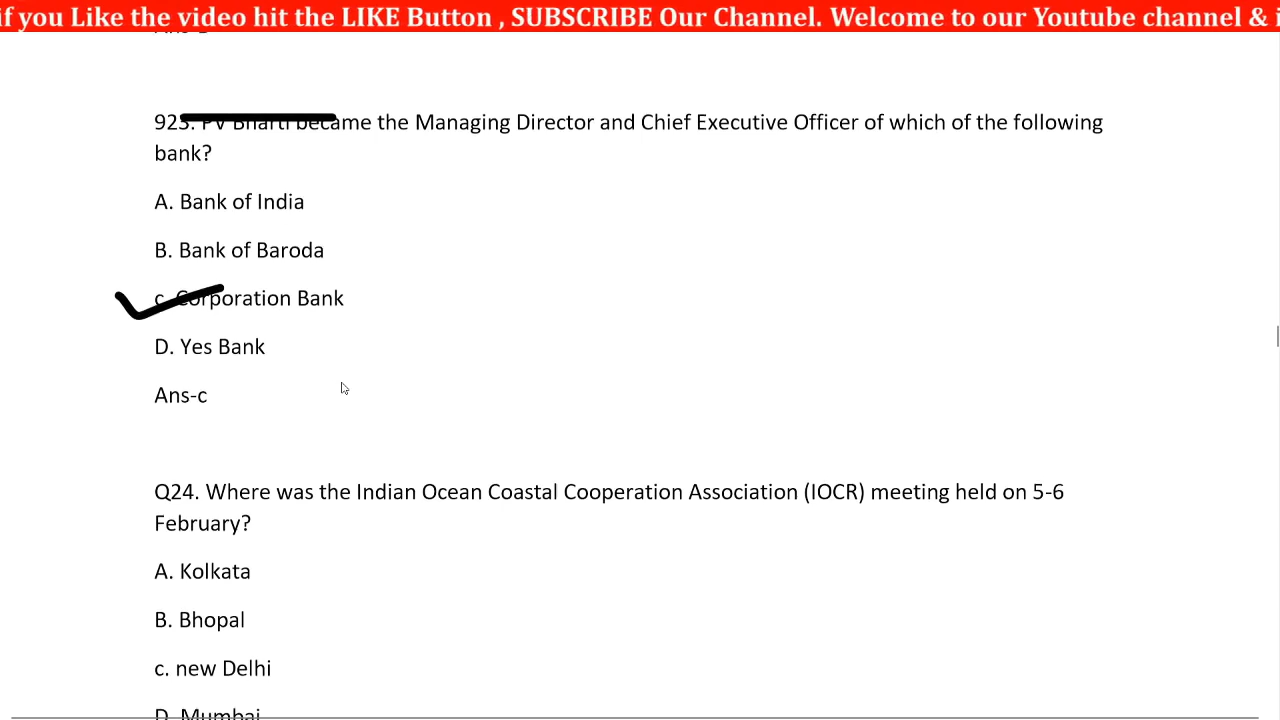 if you Like the video hit the LIKE Button , SUBSCRIBE Our Channel. Welcome to our Youtube channel & i
923. PV Bharti became the Managing Director and Chief Executive Officer of which of the following
bank?
A. Bank of India
B. Bank of Baroda
c. Corporation Bank
D. Yes Bank
Ans-c
Q24. Where was the Indian Ocean Coastal Cooperation Association (IOCR) meeting held on 5-6
February?
A. Kolkata
B. Bhopal
c. new Delhi
D. Mumbai